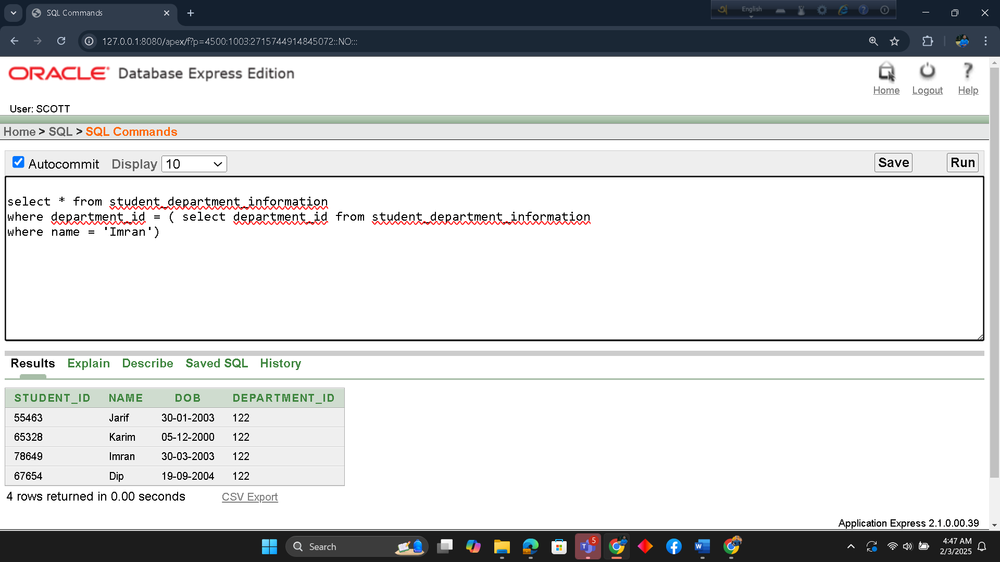 SQL Commands
English
127.0.0.1:8080/apex/f?p=4500:1003:2715744914845072::NO:::
ORACLE Database Express Edition
Home Logout Help
User: SCOTT
Home > SQL > SQL Commands
Autocommit Display 10 Save Run
select * from student_department_information
where department_id = ( select department_id from student_department_information
where name = 'Imran')
Results Explain Describe Saved SQL History
STUDENT_ID NAME DOB DEPARTMENT_ID
55463 Jarif 30-01-2003 122
65328 Karim 05-12-2000 122
78649 Imran 30-03-2003 122
67654 Dip 19-09-2004 122
4 rows returned in 0.00 seconds CSV Export
Application Express 2.1.0.00.39
Search 5 4:47 AM
2/3/2025